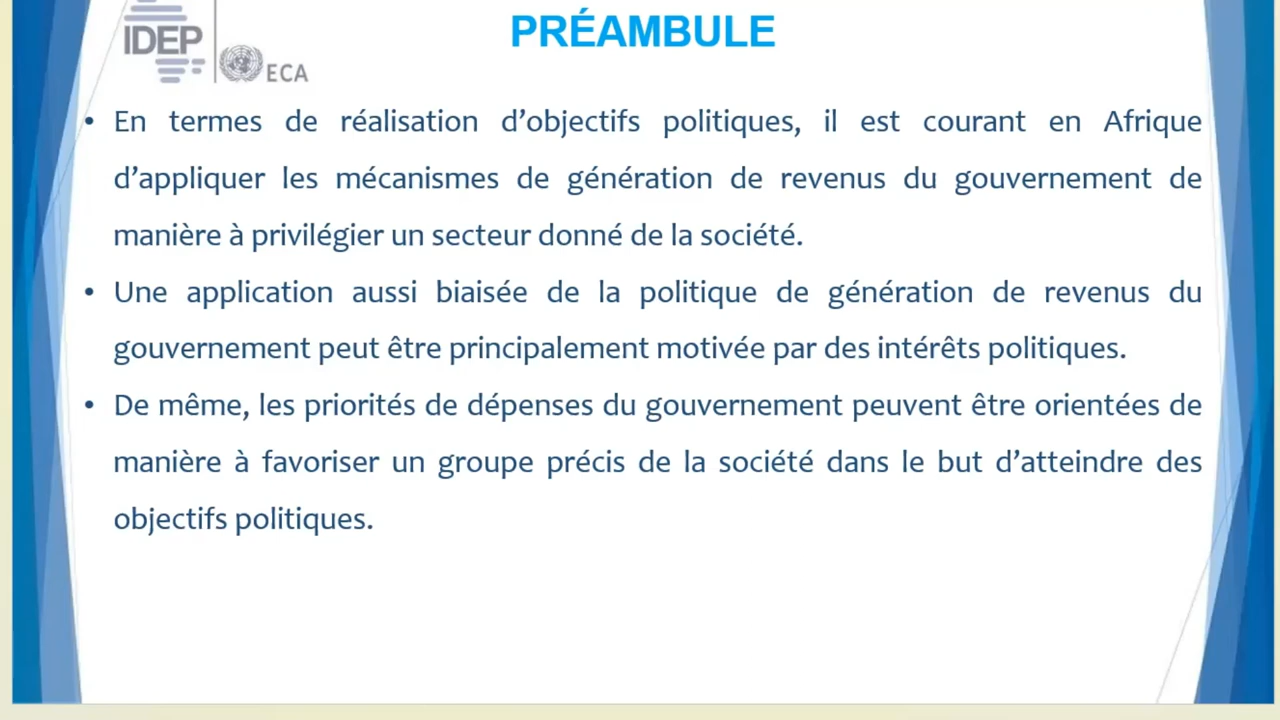 PRÉAMBULE
IDEP
ECA
• En termes de réalisation d’objectifs politiques, il est courant en Afrique
d’appliquer les mécanismes de génération de revenus du gouvernement de
manière à privilégier un secteur donné de la société.
• Une application aussi biaisée de la politique de génération de revenus du
gouvernement peut être principalement motivée par des intérêts politiques.
• De même, les priorités de dépenses du gouvernement peuvent être orientées de
manière à favoriser un groupe précis de la société dans le but d’atteindre des
objectifs politiques.